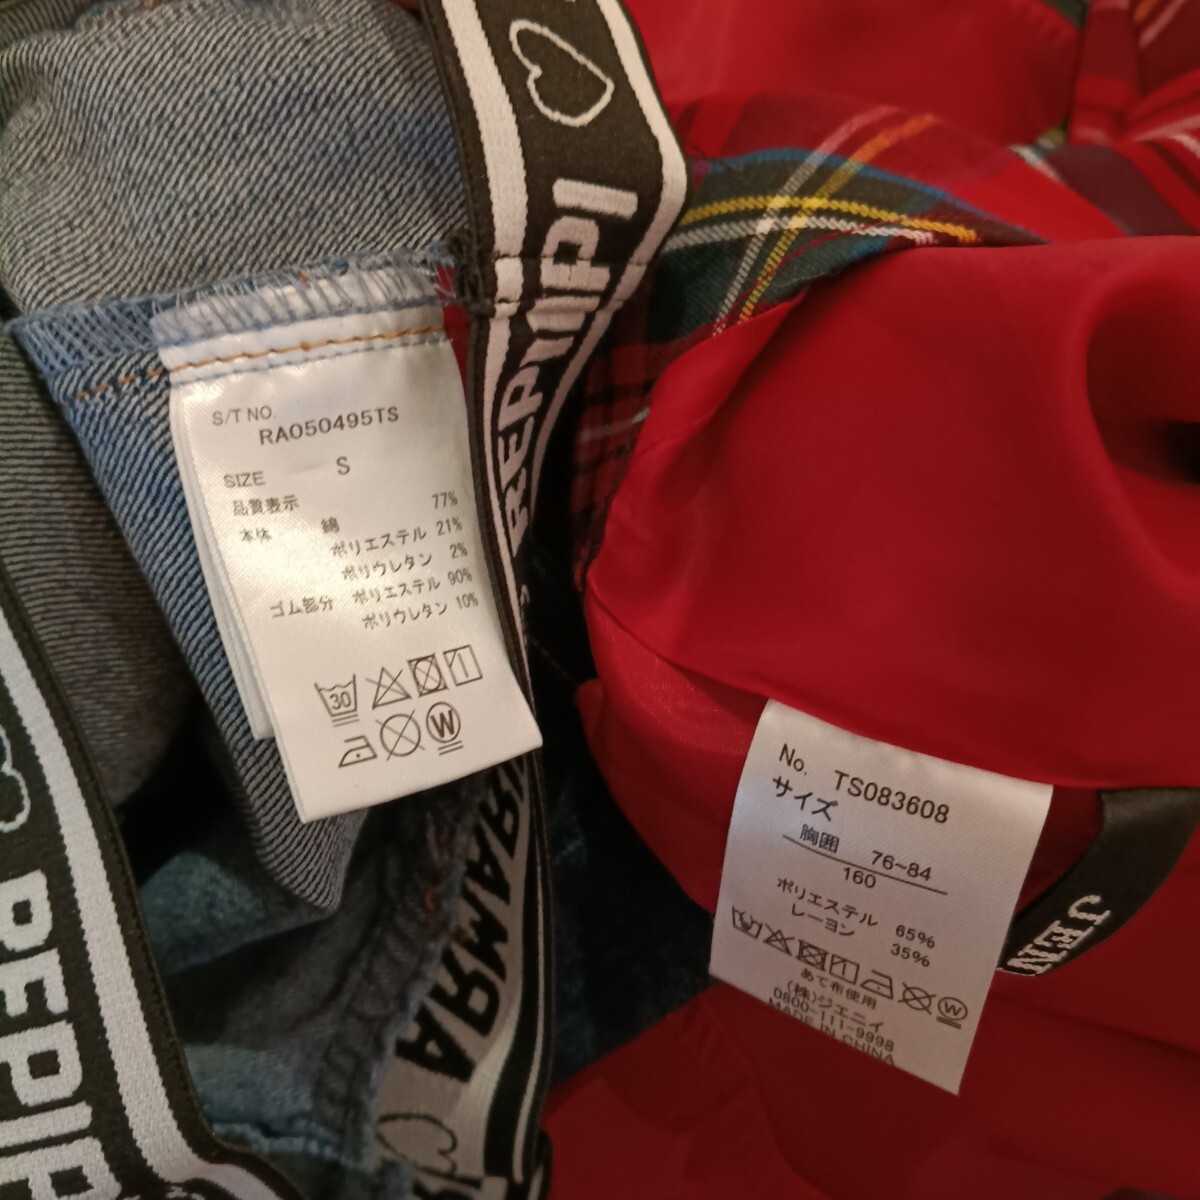 REPIPI
S/T NO.
RA050495TS
SIZE S
品質表示
本体 綿 77%
ポリエステル 21%
ポリウレタン 2%
ゴム部分 ポリエステル 90%
ポリウレタン 10%
30
W
No. TS083608
サイズ
胸囲 76~84
160
ポリエステル 65%
レーヨン 35%
W
あて布使用
(株)ジェニィ
0800-111-9998
MADE IN CHINA
JEN
ARMAR
REPIPI